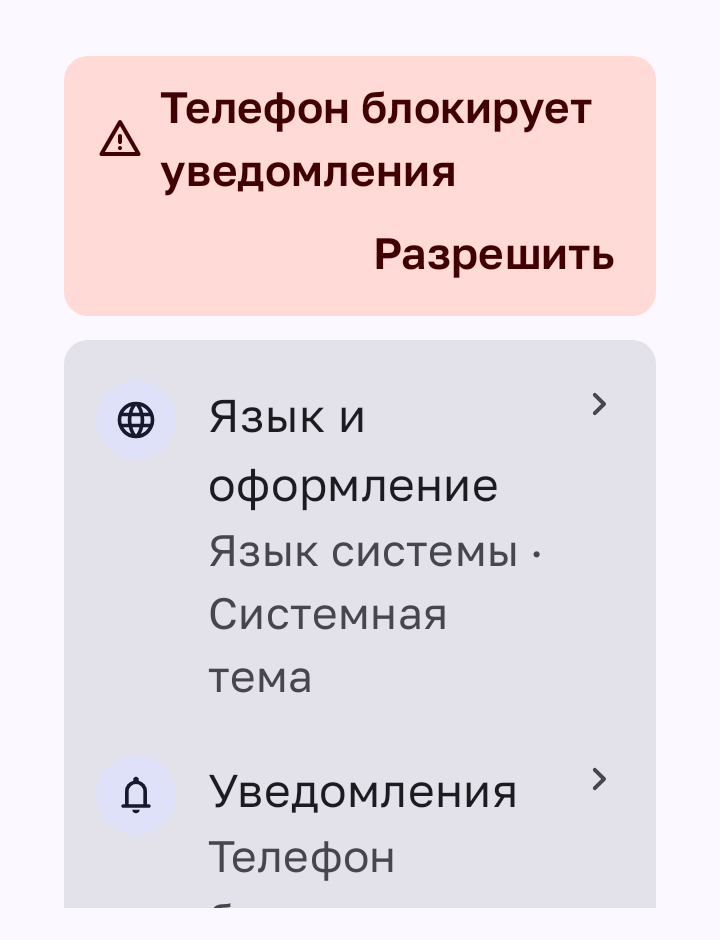 Телефон блокирует
уведомления
Разрешить
Язык и
оформление
Язык системы ·
Системная
тема
Уведомления
Телефон